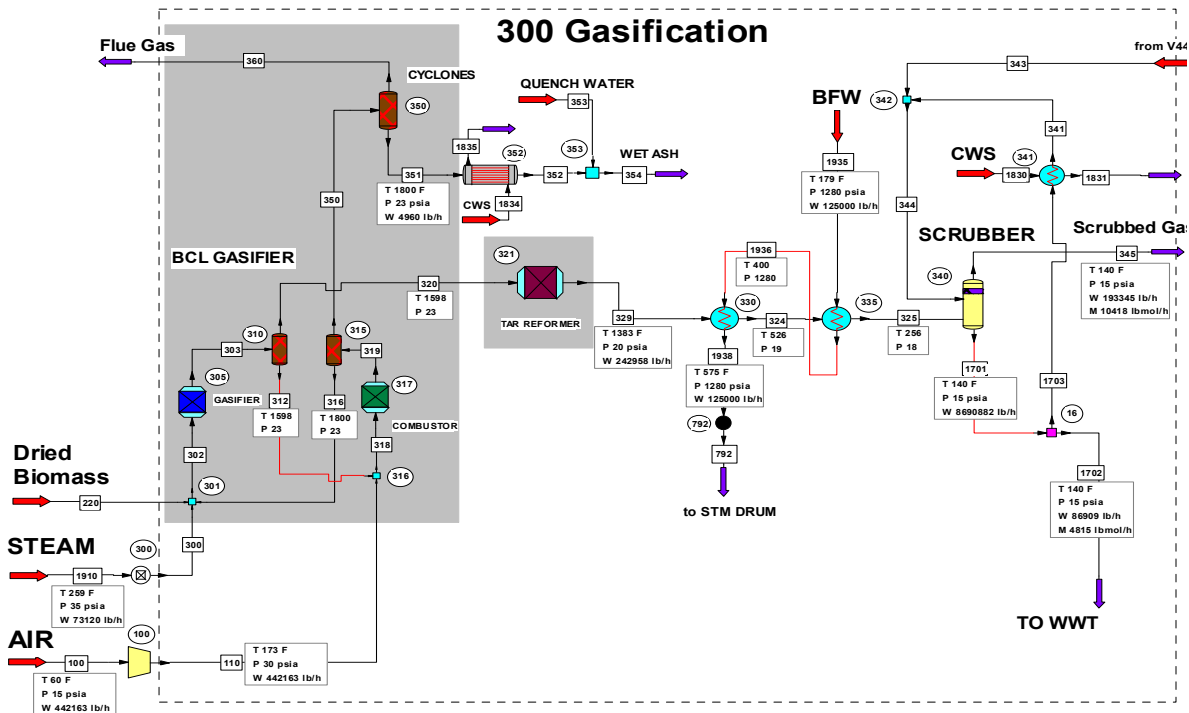 300 Gasification
Flue Gas
360
CYCLONES
350
QUENCH WATER
353
1835
352
353
WET ASH
351
352
354
T 1800 F
P 23 psia
W 4960 lb/h
CWS
1834
350
BFW
1935
T 179 F
P 1280 psia
W 125000 lb/h
from V44
343
342
341
CWS
341
1830
1831
344
BCL GASIFIER
320
T 1598
P 23
321
TAR REFORMER
329
T 1383 F
P 20 psia
W 242958 lb/h
1936
T 400
P 1280
330
324
T 526
P 19
335
325
T 256
P 18
SCRUBBER
340
Scrubbed Gas
345
T 140 F
P 15 psia
W 193345 lb/h
M 10418 lbmol/h
303
310
315
319
305
GASIFIER
312
T 1598
P 23
316
T 1800
P 23
317
COMBUSTOR
318
316
302
1938
T 575 F
P 1280 psia
W 125000 lb/h
792
792
to STM DRUM
1701
T 140 F
P 15 psia
W 8690882 lb/h
1703
16
1702
T 140 F
P 15 psia
W 86909 lb/h
M 4815 lbmol/h
TO WWT
Dried
Biomass
220
301
300
STEAM
300
1910
T 259 F
P 35 psia
W 73120 lb/h
AIR
100
100
T 60 F
P 15 psia
W 442163 lb/h
110
T 173 F
P 30 psia
W 442163 lb/h